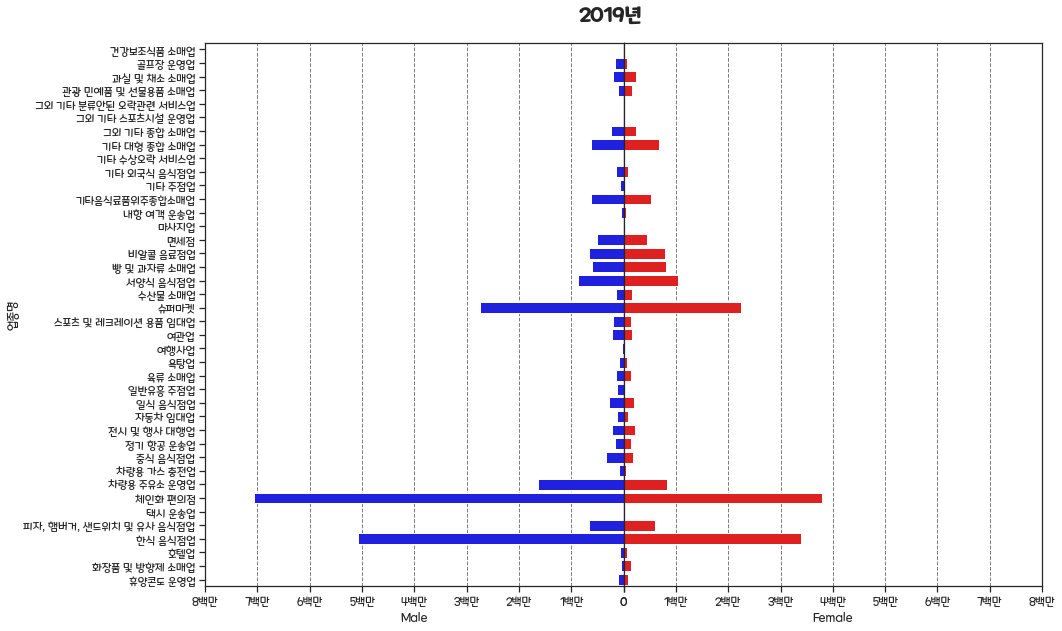 2019년
건강보조식품 소매업
골프장 운영업
과실 및 채소 소매업
관광 민예품 및 선물용품 소매업
그외 기타 분류안된 오락관련 서비스업
그외 기타 스포츠시설 운영업
그외 기타 종합 소매업
기타 대형 종합 소매업
기타 수상오락 서비스업
기타 외국식 음식점업
기타 주점업
기타음식료품위주종합소매업
내항 여객 운송업
마사지업
면세점
비알콜 음료점업
빵 및 과자류 소매업
서양식 음식점업
수산물 소매업
슈퍼마켓
스포츠 및 레크레이션 용품 임대업
여관업
여행사업
욕탕업
육류 소매업
일반유흥 주점업
일식 음식점업
자동차 임대업
전시 및 행사 대행업
정기 항공 운송업
중식 음식점업
차량용 가스 충전업
차량용 주유소 운영업
체인화 편의점
택시 운송업
피자, 햄버거, 샌드위치 및 유사 음식점업
한식 음식점업
호텔업
화장품 및 방향제 소매업
휴양콘도 운영업
업종명
8백만 7백만 6백만 5백만 4백만 3백만 2백만 1백만 0 1백만 2백만 3백만 4백만 5백만 6백만 7백만 8백만
Male Female